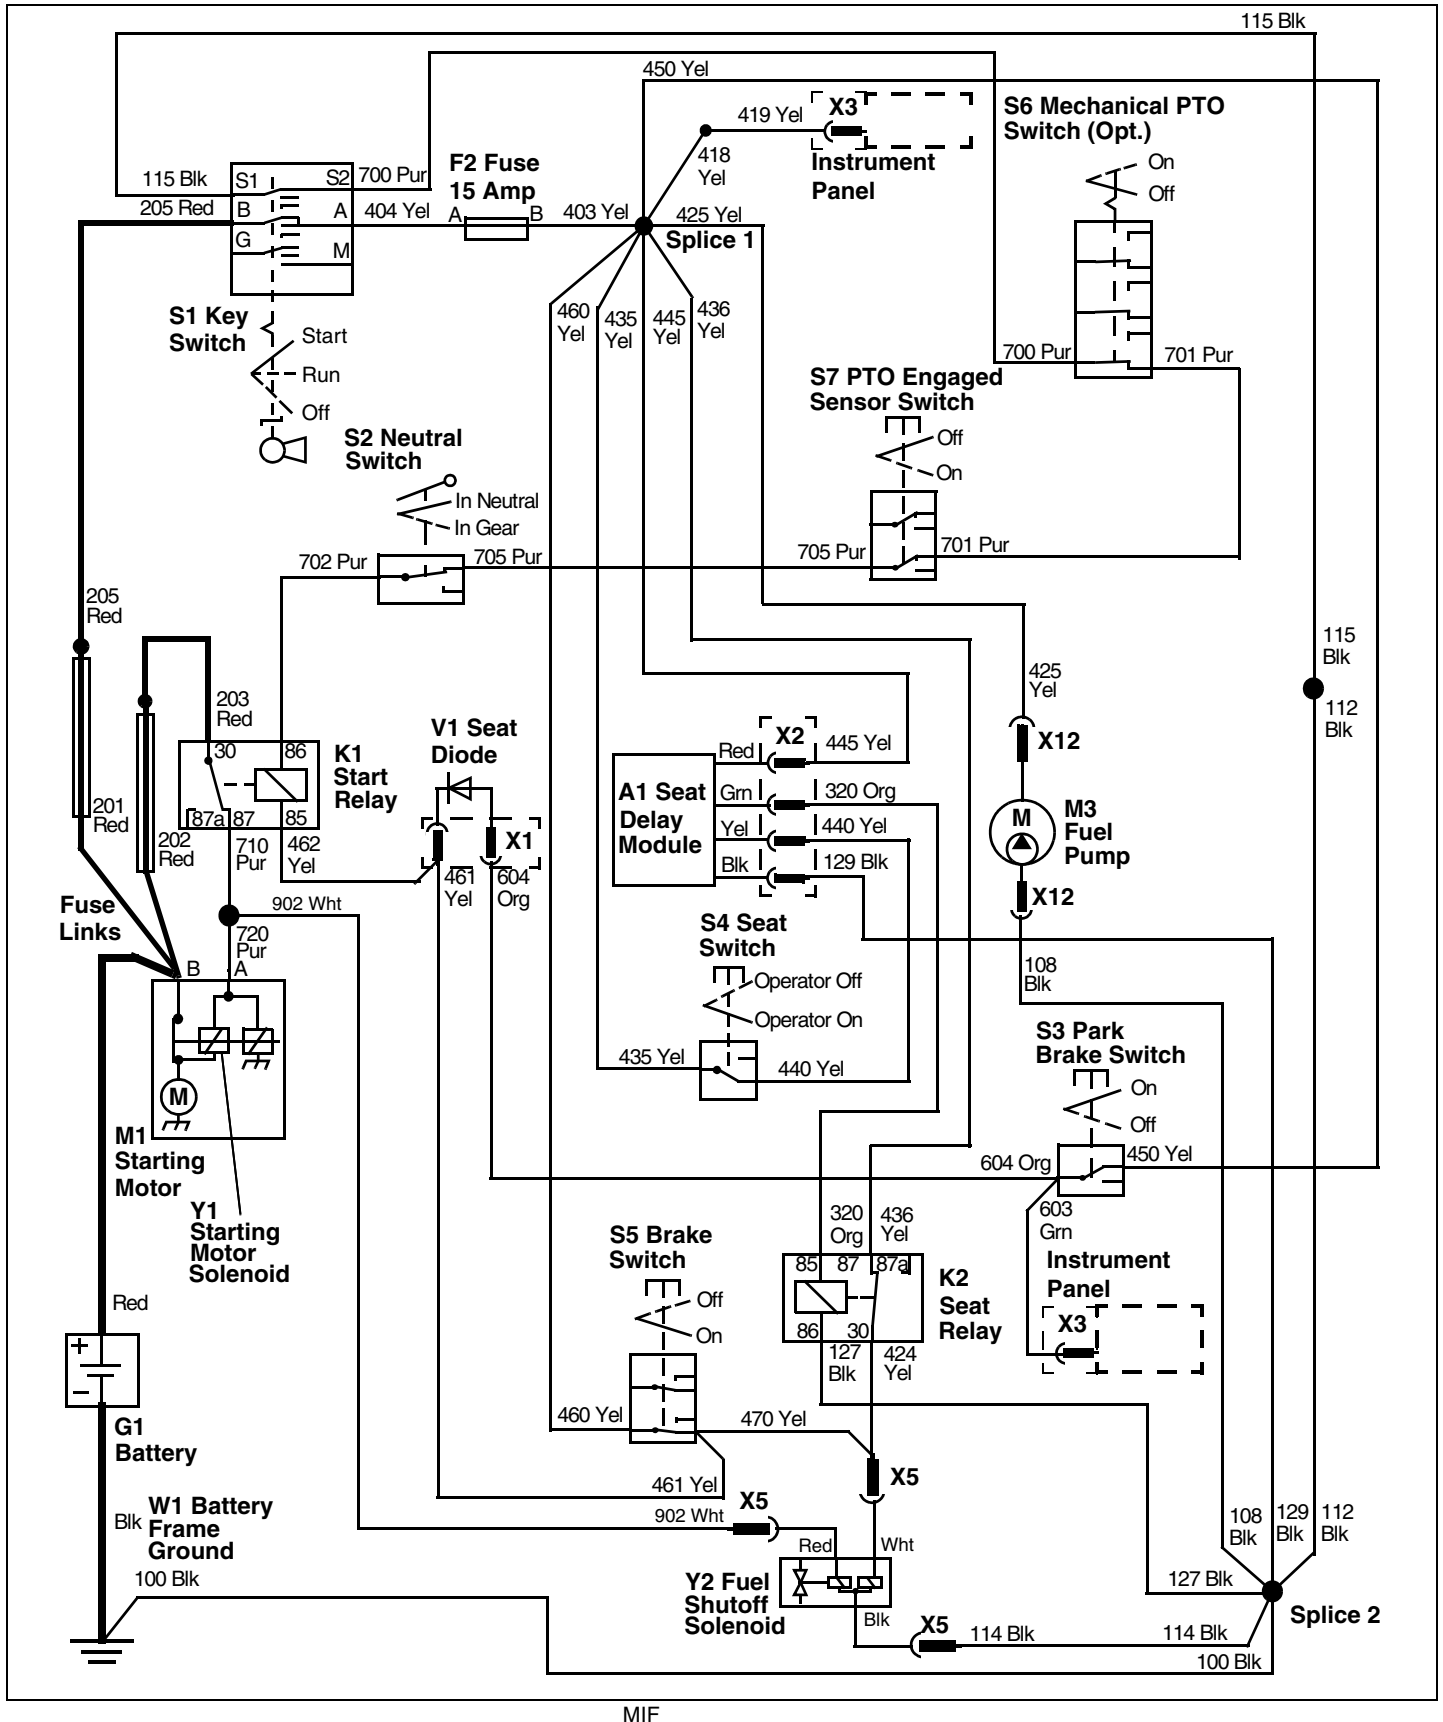 115 Blk
450 Yel
419 Yel
X3
S6 Mechanical PTO
Switch (Opt.)
418
Yel
Instrument
Panel
On
Off
115 Blk
S1
S2
700 Pur
F2 Fuse
15 Amp
205 Red
B
A
404 Yel
A
B
403 Yel
425 Yel
G
M
Splice 1
S1 Key
Switch
Start
Run
Off
460
Yel
435
Yel
445
Yel
436
Yel
700 Pur
701 Pur
S7 PTO Engaged
Sensor Switch
Off
On
S2 Neutral
Switch
In Neutral
In Gear
702 Pur
705 Pur
705 Pur
701 Pur
205
Red
115
Blk
425
Yel
203
Red
112
Blk
V1 Seat
Diode
X2
445 Yel
X12
30
86
K1
Start
Relay
Red
A1 Seat
Delay
Module
Grn
320 Org
Yel
440 Yel
Blk
129 Blk
M
M3
Fuel
Pump
201
Red
87a
87
85
X1
202
Red
710
Pur
462
Yel
461
Yel
604
Org
X12
Fuse
Links
902 Wht
720
Pur
S4 Seat
Switch
B
A
108
Blk
Operator Off
Operator On
S3 Park
Brake Switch
435 Yel
440 Yel
On
Off
M
M1
Starting
Motor
604 Org
450 Yel
Y1
Starting
Motor
Solenoid
320
Org
436
Yel
603
Grn
S5 Brake
Switch
85
87
87a
K2
Seat
Relay
Instrument
Panel
Off
On
X3
Red
86
30
127
Blk
424
Yel
+
−
G1
Battery
460 Yel
470 Yel
461 Yel
X5
X5
902 Wht
Blk
W1 Battery
Frame
Ground
108
Blk
129
Blk
112
Blk
Red
Wht
100 Blk
Y2 Fuel
Shutoff
Solenoid
127 Blk
Splice 2
Blk
X5
114 Blk
114 Blk
100 Blk
MIF